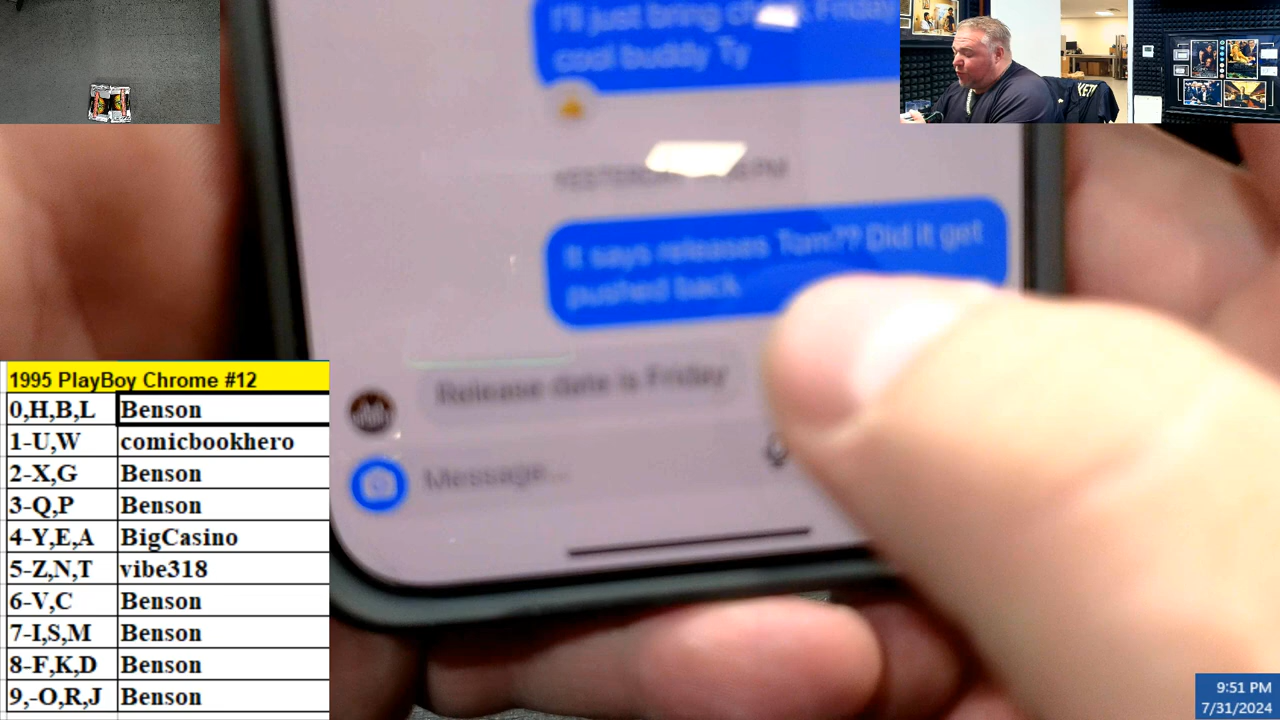 I'll just bring check Friday
cool buddy Ty
YESTERDAY
It says releases Tom?? Did it get
pushed back
Release date is Friday
Message...
1995 PlayBoy Chrome #12
0,H,B,L Benson
1-U,W comicbookhero
2-X,G Benson
3-Q,P Benson
4-Y,E,A BigCasino
5-Z,N,T vibe318
6-V,C Benson
7-I,S,M Benson
8-F,K,D Benson
9,-O,R,J Benson
9:51 PM
7/31/2024